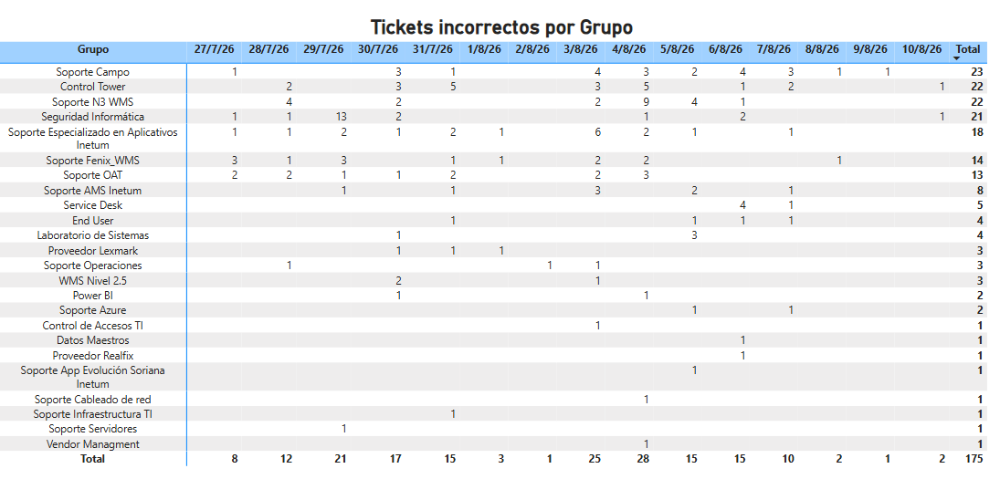 Tickets incorrectos por Grupo
Grupo 27/7/26 28/7/26 29/7/26 30/7/26 31/7/26 1/8/26 2/8/26 3/8/26 4/8/26 5/8/26 6/8/26 7/8/26 8/8/26 9/8/26 10/8/26 Total
Soporte Campo 1 3 1 4 3 2 4 3 1 1 23
Control Tower 2 3 5 3 5 1 2 1 22
Soporte N3 WMS 4 2 2 9 4 1 22
Seguridad Informática 1 1 13 2 1 2 1 21
Soporte Especializado en Aplicativos 1 1 2 1 2 1 6 2 1 1 18
Inetum
Soporte Fenix_WMS 3 1 3 1 1 2 2 1 14
Soporte OAT 2 2 1 1 2 2 3 13
Soporte AMS Inetum 1 1 3 2 1 8
Service Desk 4 1 5
End User 1 1 1 1 4
Laboratorio de Sistemas 1 3 4
Proveedor Lexmark 1 1 1 3
Soporte Operaciones 1 1 1 3
WMS Nivel 2.5 2 1 3
Power BI 1 1 2
Soporte Azure 1 1 2
Control de Accesos TI 1 1
Datos Maestros 1 1
Proveedor Realfix 1 1
Soporte App Evolución Soriana 1 1
Inetum
Soporte Cableado de red 1 1
Soporte Infraestructura TI 1 1
Soporte Servidores 1 1
Vendor Managment 1 1
Total 8 12 21 17 15 3 1 25 28 15 15 10 2 1 2 175